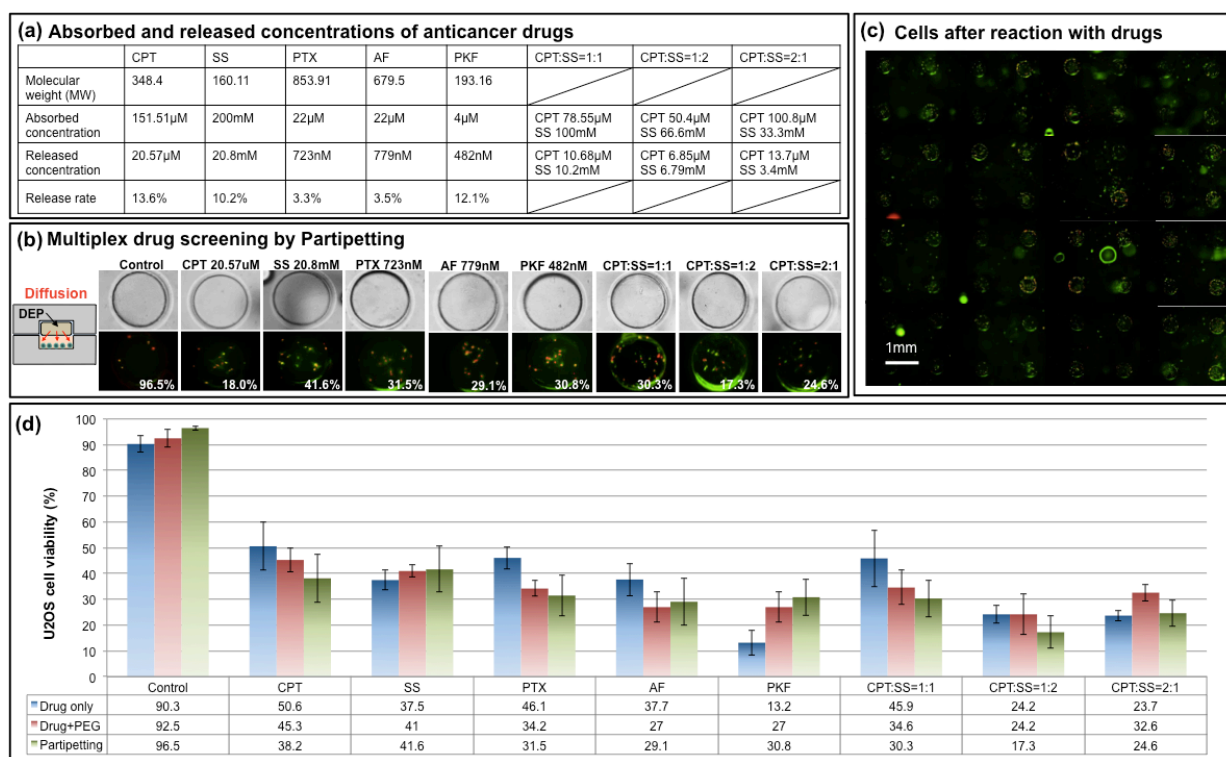 (a) Absorbed and released concentrations of anticancer drugs
CPT SS PTX AF PKF CPT:SS=1:1 CPT:SS=1:2 CPT:SS=2:1
Molecular
weight (MW)
348.4 160.11 853.91 679.5 193.16
Absorbed
concentration
151.51µM 200mM 22µM 22µM 4µM CPT 78.55µM CPT 50.4µM CPT 100.8µM
SS 100mM SS 66.6mM SS 33.3mM
Released
concentration
20.57µM 20.8mM 723nM 779nM 482nM CPT 10.68µM CPT 6.85µM CPT 13.7µM
SS 10.2mM SS 6.79mM SS 3.4mM
Release rate 13.6% 10.2% 3.3% 3.5% 12.1%
(b) Multiplex drug screening by Partipetting
Control CPT 20.57uM SS 20.8mM PTX 723nM AF 779nM PKF 482nM CPT:SS=1:1 CPT:SS=1:2 CPT:SS=2:1
Diffusion
DEP
96.5% 18.0% 41.6% 31.5% 29.1% 30.8% 30.3% 17.3% 24.6%
(c) Cells after reaction with drugs
1mm
(d)
U2OS cell viability (%)
100
90
80
70
60
50
40
30
20
10
0
Control CPT SS PTX AF PKF CPT:SS=1:1 CPT:SS=1:2 CPT:SS=2:1
Drug only 90.3 50.6 37.5 46.1 37.7 13.2 45.9 24.2 23.7
Drug+PEG 92.5 45.3 41 34.2 27 27 34.6 24.2 32.6
Partipetting 96.5 38.2 41.6 31.5 29.1 30.8 30.3 17.3 24.6